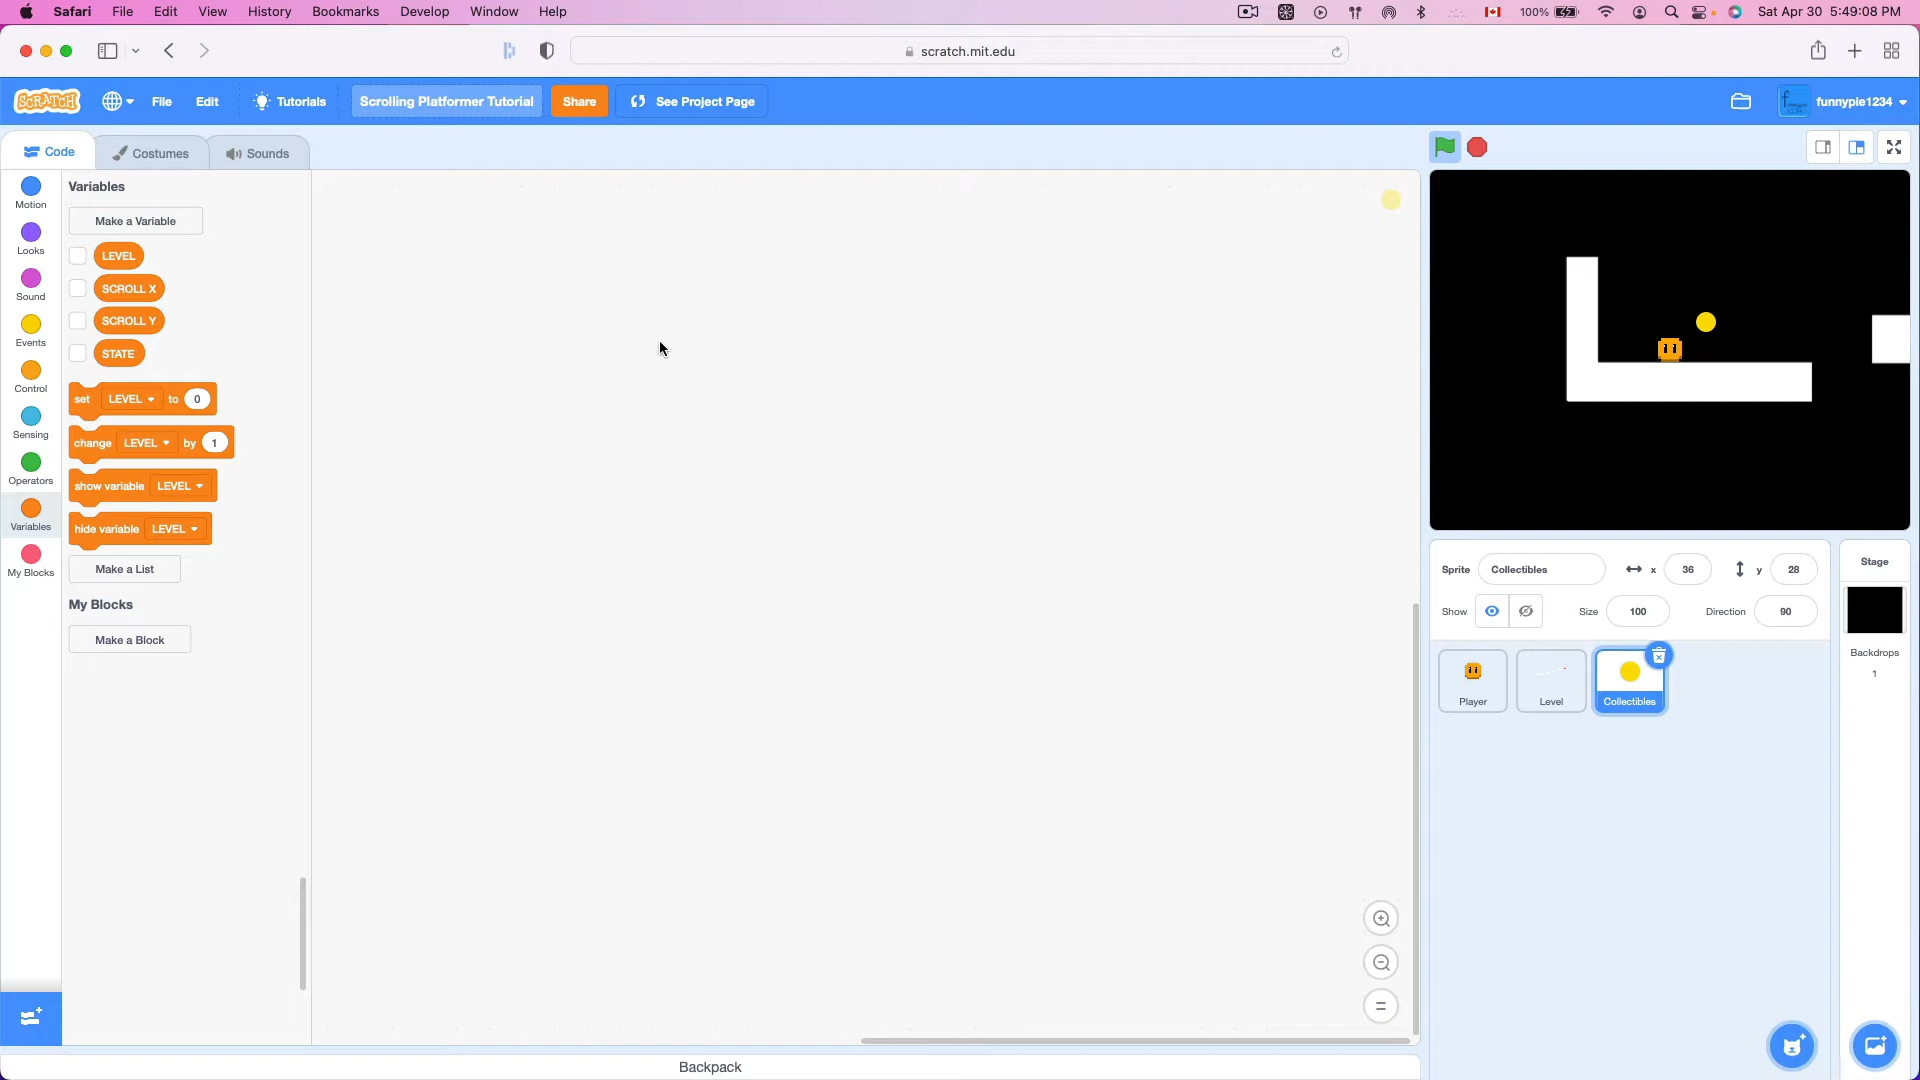 Safari File Edit View History Bookmarks Develop Window Help 100% Sat Apr 30 5:49:08 PM
scratch.mit.edu
SCRATCH File Edit Tutorials Scrolling Platformer Tutorial Share See Project Page funnypie1234
Code Costumes Sounds
Motion
Looks
Sound
Events
Control
Sensing
Operators
Variables
My Blocks
Variables
Make a Variable
LEVEL
SCROLL X
SCROLL Y
STATE
set LEVEL to 0
change LEVEL by 1
show variable LEVEL
hide variable LEVEL
Make a List
My Blocks
Make a Block
Sprite Collectibles x 36 y 28
Show Size 100 Direction 90
Player Level Collectibles
Stage
Backdrops
1
Backpack